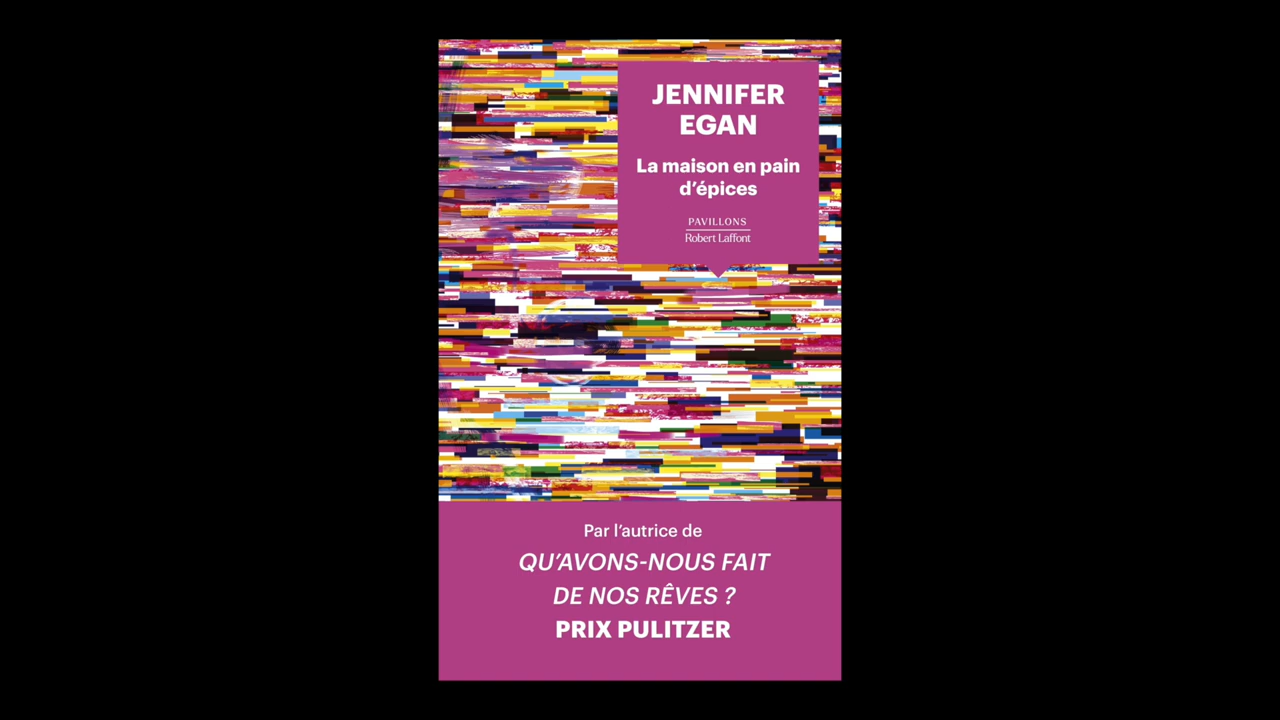 JENNIFER
EGAN
La maison en pain
d'épices
PAVILLONS
Robert Laffont
Par l'autrice de
QU'AVONS-NOUS FAIT
DE NOS RÊVES ?
PRIX PULITZER